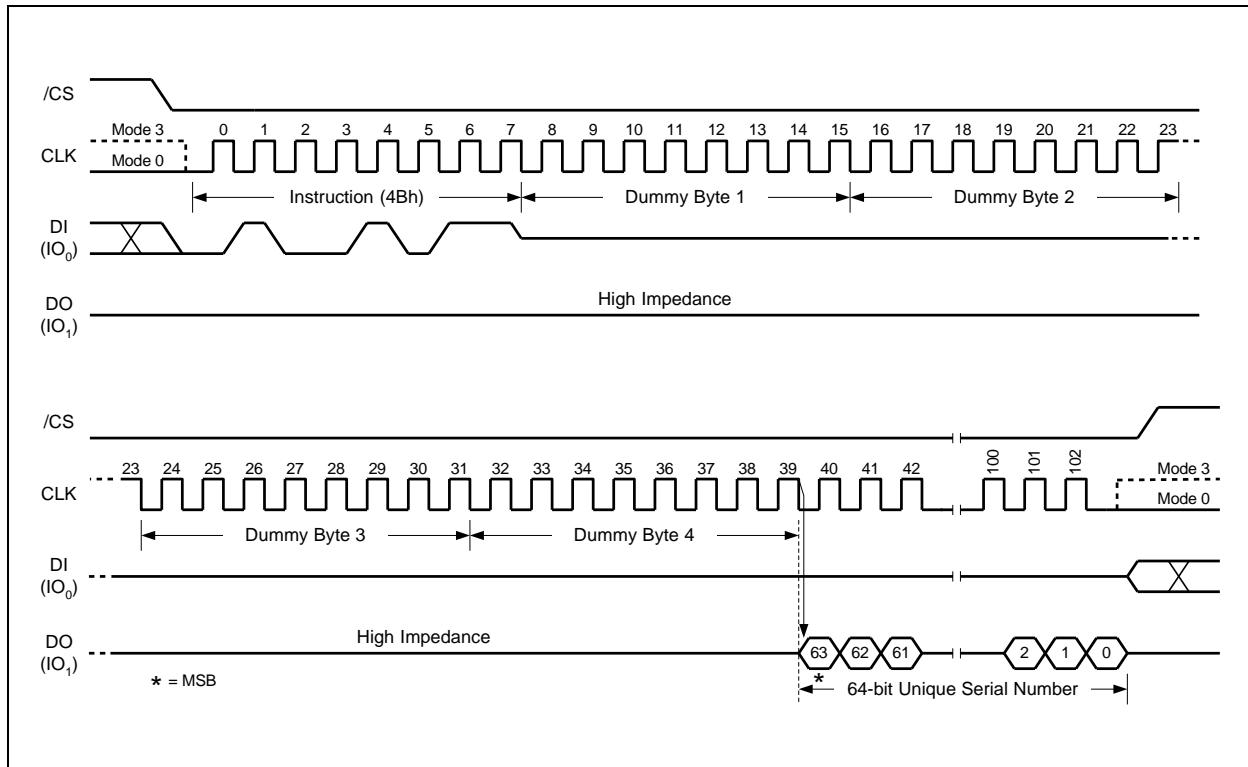 /CS
Mode 3 0 1 2 3 4 5 6 7 8 9 10 11 12 13 14 15 16 17 18 19 20 21 22 23
CLK
Mode 0
Instruction (4Bh) Dummy Byte 1 Dummy Byte 2
DI
(IO0)
High Impedance
DO
(IO1)
/CS
23 24 25 26 27 28 29 30 31 32 33 34 35 36 37 38 39 40 41 42 100 101 102 Mode 3
CLK
Mode 0
Dummy Byte 3 Dummy Byte 4
DI
(IO0)
High Impedance
DO
(IO1)
63 62 61 2 1 0
* = MSB
* 64-bit Unique Serial Number